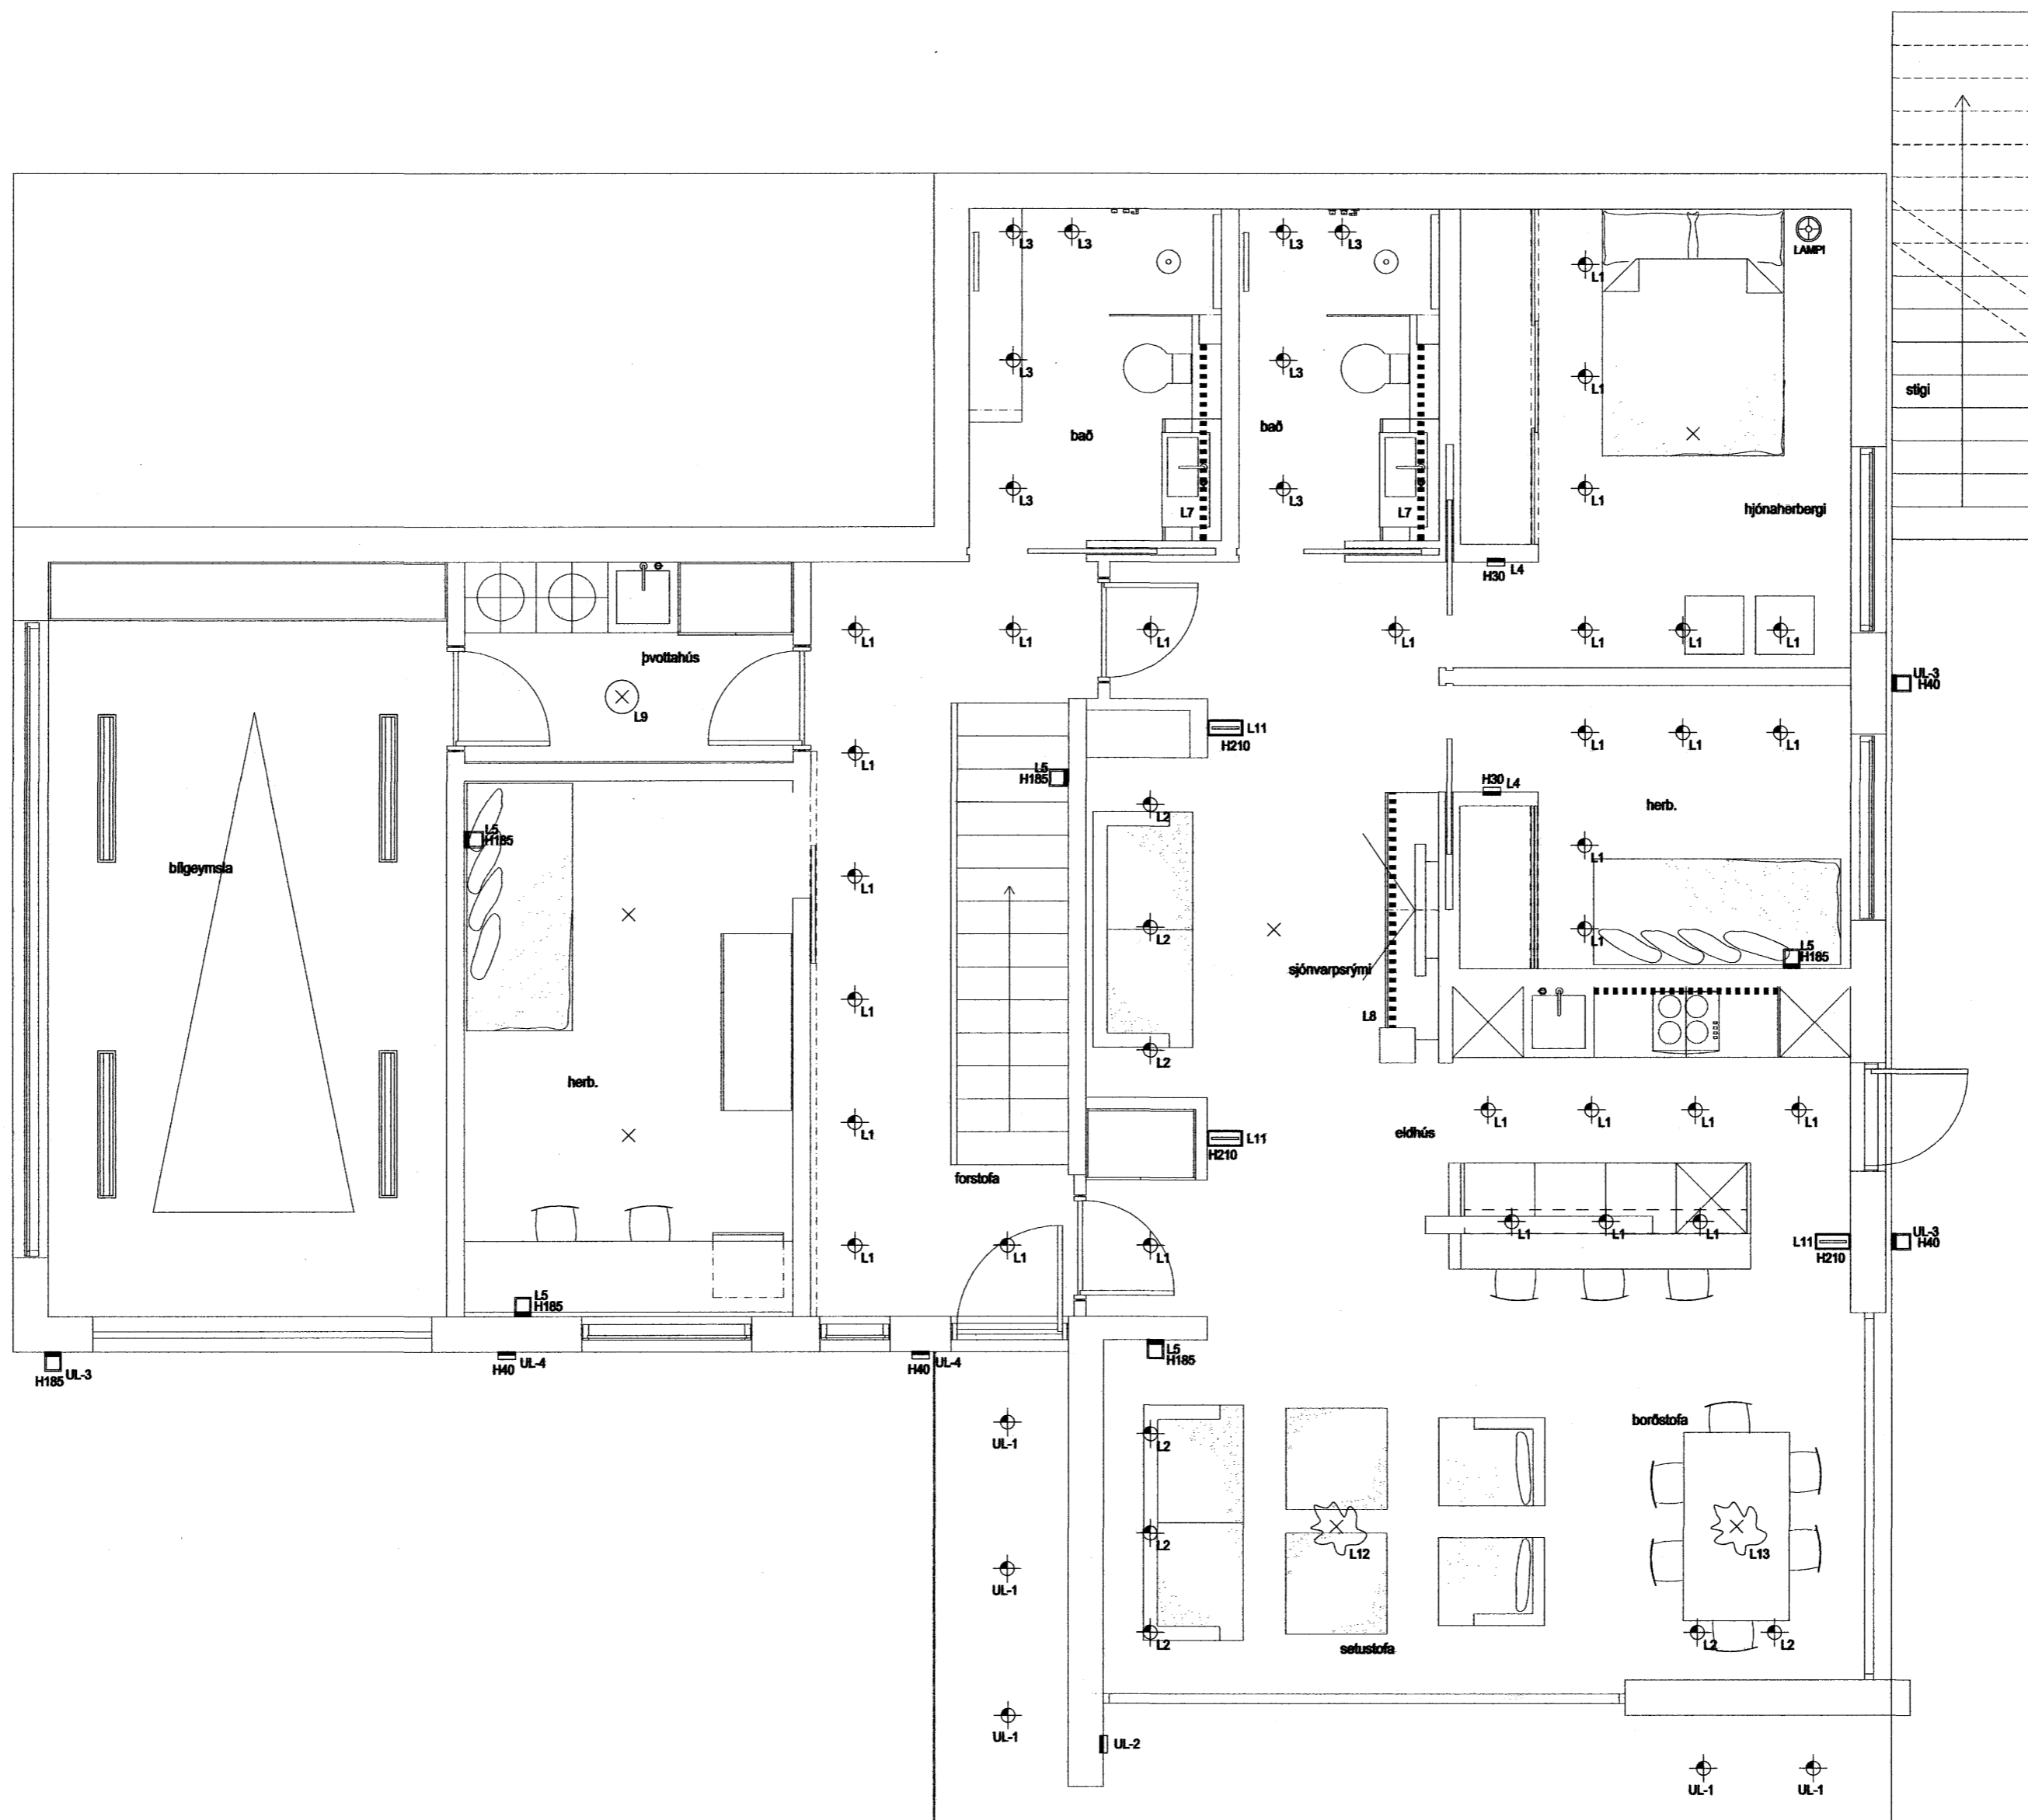 L3 L3 L3 L3
LAMPI
L1
L3 L3 L1
stigi
bað bað
L3 L3 L1
L7 L7
hjónaherbergi
H30 L4
L1 L1 L1 L1 L1 L1 L1
þvottahús
UL-3
H40
L9
L11
H210
L1 L1 L1
L1
L5
H185
H30 L4
herb.
L2
L5
H185
L1
bílgeymsla
L1
L2 L1
L5
H185
sjónvarpsrými
L1
L8
L2
herb.
L1
L1 L1 L1 L1
eldhús
L11
H210
forstofa
L1 L1 L1
L1 L1 L1
L11
H210
UL-3
H40
L5
H185
L5
H185
H185 UL-3
H40 UL-4
H40 UL-4
UL-1
borðstofa
L2
L2
L12
L13
UL-1
L2 L2 L2
setustofa
UL-1
UL-2
UL-1 UL-1